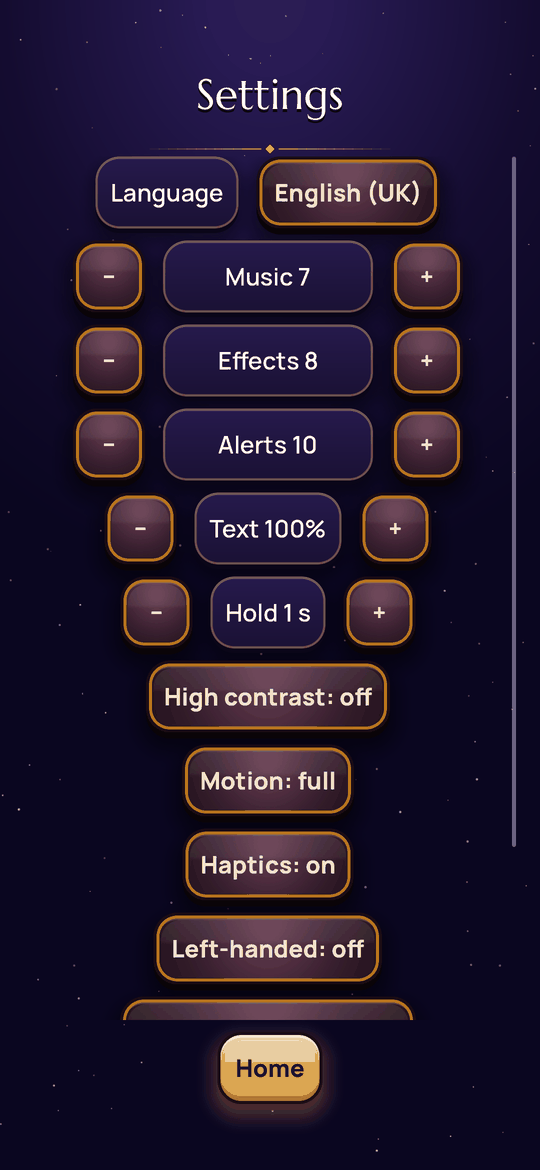 Settings
Language English (UK)
− Music 7 +
− Effects 8 +
− Alerts 10 +
− Text 100% +
− Hold 1 s +
High contrast: off
Motion: full
Haptics: on
Left-handed: off
Home